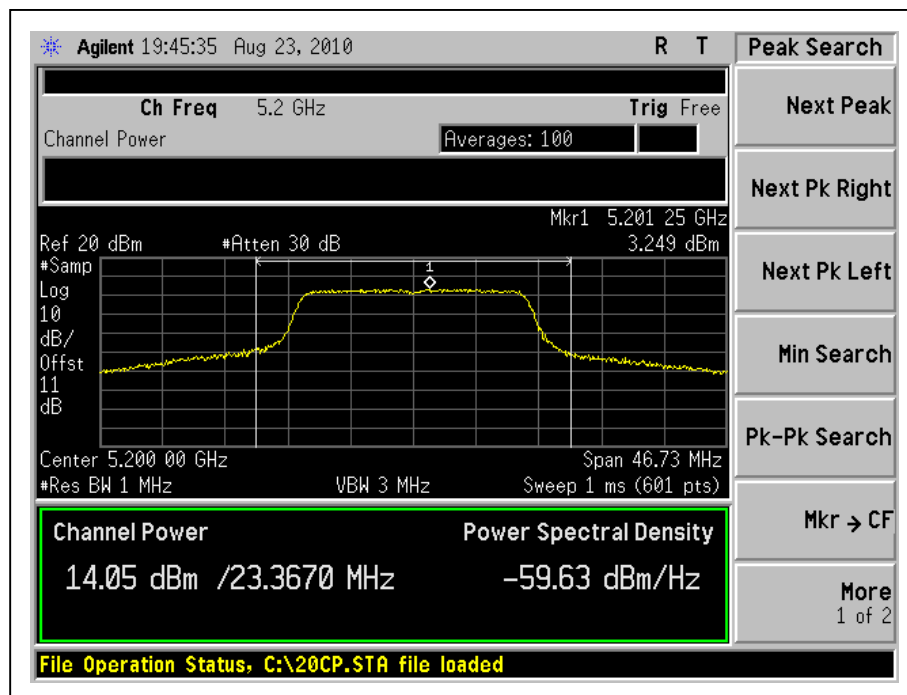 Agilent 19:45:35 Aug 23, 2010 R T
Peak Search
Ch Freq 5.2 GHz Trig Free
Channel Power Averages: 100
Mkr1 5.201 25 GHz
Ref 20 dBm #Atten 30 dB 3.249 dBm
#Samp
Log
10
dB/
Offst
11
dB
1
Center 5.200 00 GHz Span 46.73 MHz
#Res BW 1 MHz VBW 3 MHz Sweep 1 ms (601 pts)
Channel Power Power Spectral Density
14.05 dBm /23.3670 MHz -59.63 dBm/Hz
File Operation Status, C:\20CP.STA file loaded
Next Peak
Next Pk Right
Next Pk Left
Min Search
Pk-Pk Search
Mkr → CF
More
1 of 2